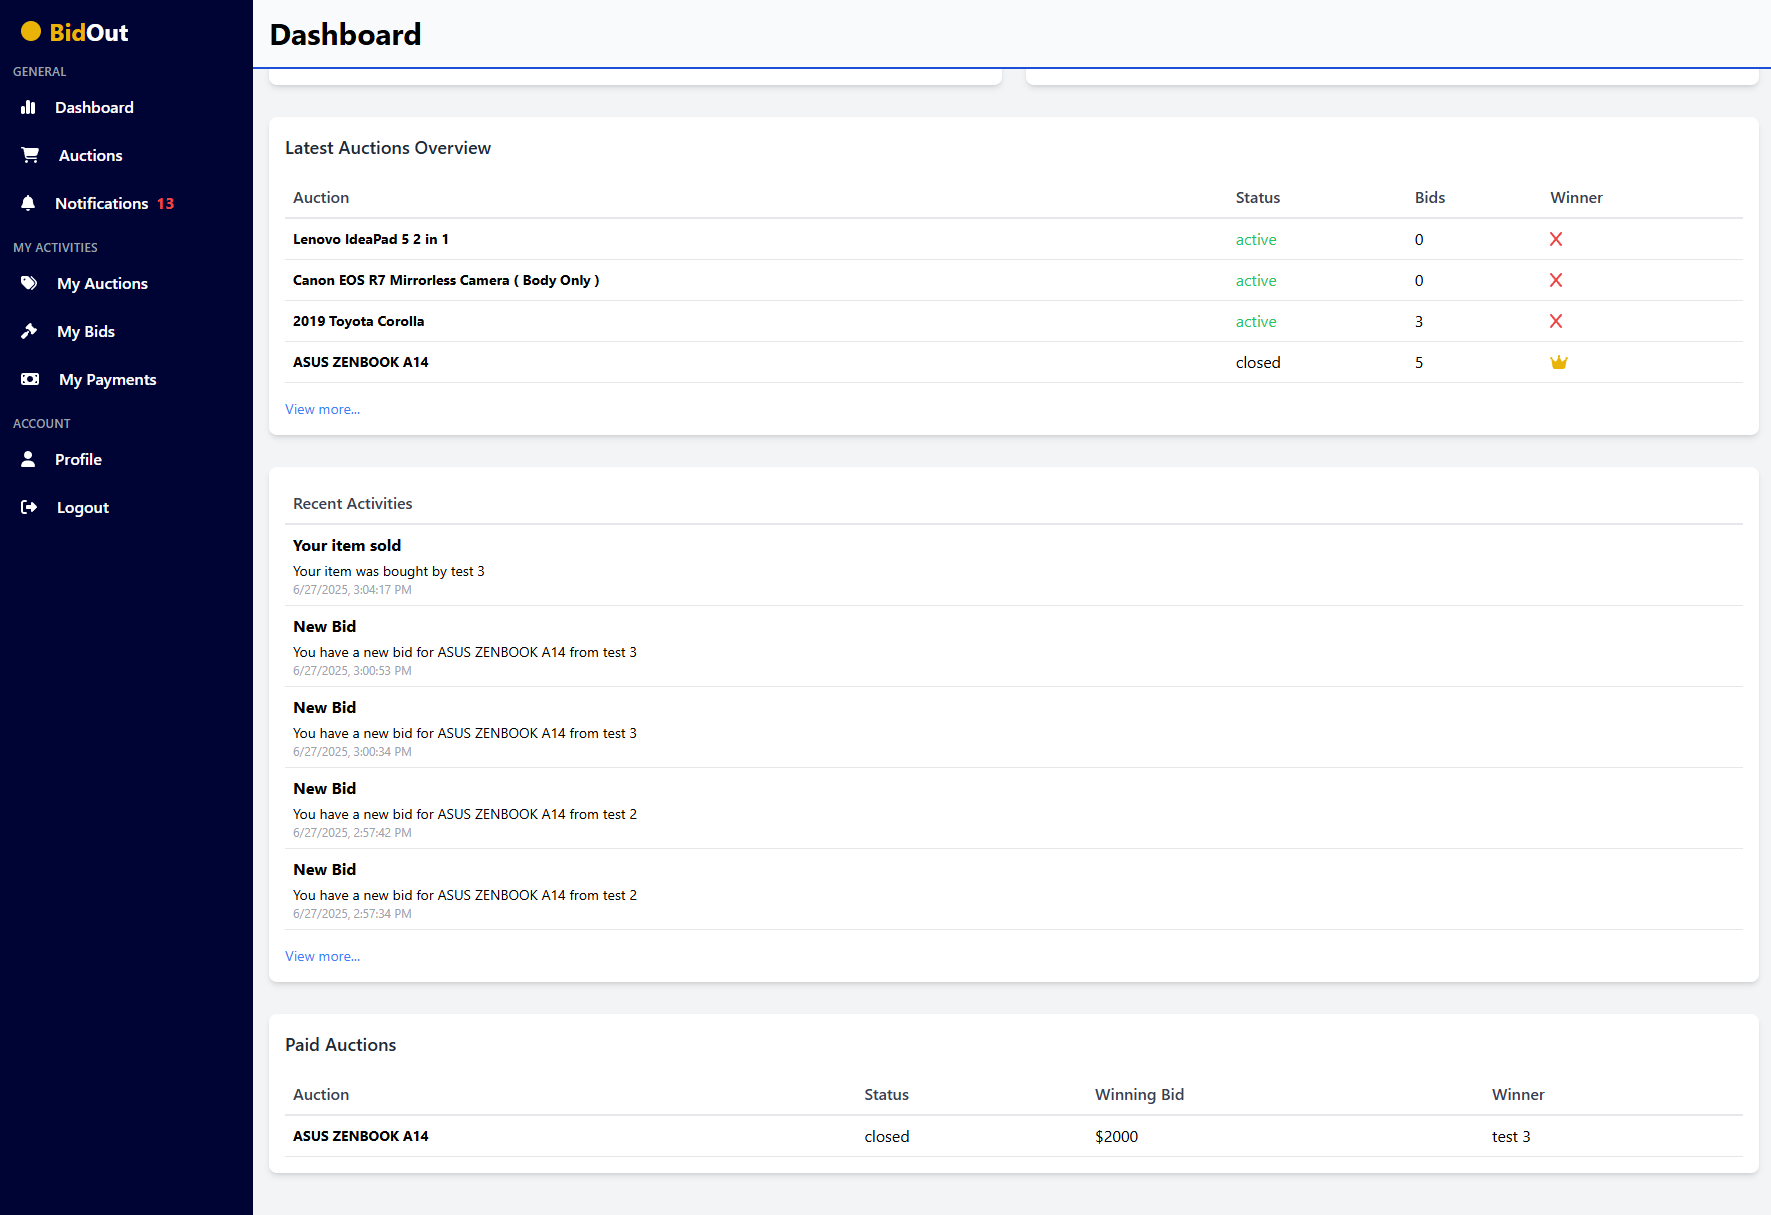 BidOut
GENERAL
Dashboard
Auctions
Notifications 13
MY ACTIVITIES
My Auctions
My Bids
My Payments
ACCOUNT
Profile
Logout
Dashboard
Latest Auctions Overview
Auction Status Bids Winner
Lenovo IdeaPad 5 2 in 1 active 0
Canon EOS R7 Mirrorless Camera ( Body Only ) active 0
2019 Toyota Corolla active 3
ASUS ZENBOOK A14 closed 5
View more...
Recent Activities
Your item sold
Your item was bought by test 3
6/27/2025, 3:04:17 PM
New Bid
You have a new bid for ASUS ZENBOOK A14 from test 3
6/27/2025, 3:00:53 PM
New Bid
You have a new bid for ASUS ZENBOOK A14 from test 3
6/27/2025, 3:00:34 PM
New Bid
You have a new bid for ASUS ZENBOOK A14 from test 2
6/27/2025, 2:57:42 PM
New Bid
You have a new bid for ASUS ZENBOOK A14 from test 2
6/27/2025, 2:57:34 PM
View more...
Paid Auctions
Auction Status Winning Bid Winner
ASUS ZENBOOK A14 closed $2000 test 3